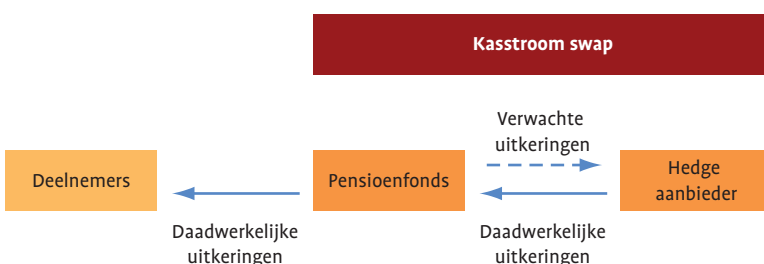 Kasstroom swap
Verwachte
uitkeringen
Deelnemers
Pensioenfonds
Hedge
aanbieder
Daadwerkelijke
uitkeringen
Daadwerkelijke
uitkeringen